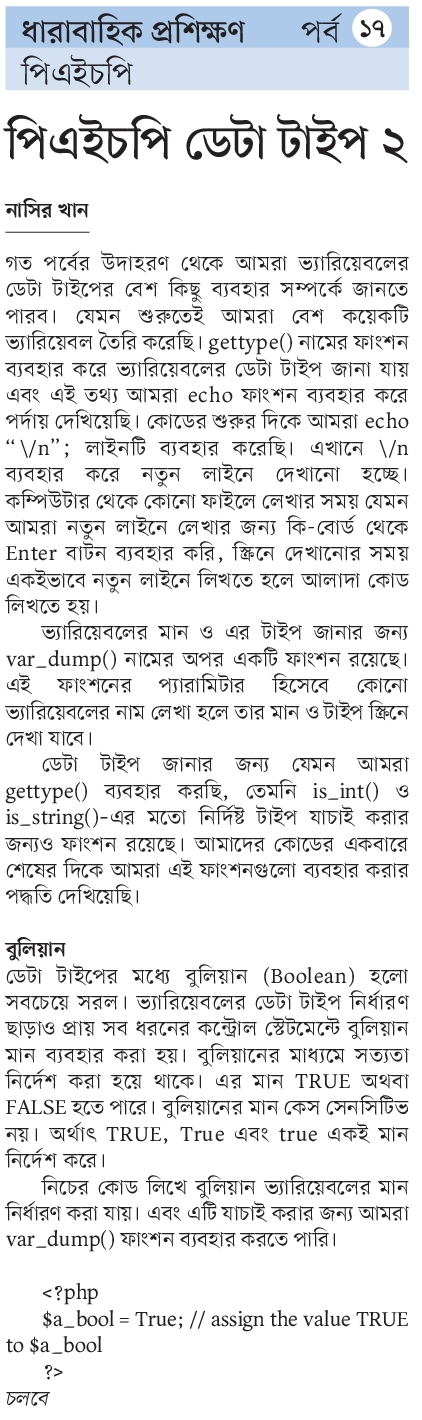 ধারাবাহিক প্রশিক্ষণ পর্ব ১৭
পিএইচপি
পিএইচপি ডেটা টাইপ ২
নাসির খান
গত পর্বের উদাহরণ থেকে আমরা ভ্যারিয়েবলের
ডেটা টাইপের বেশ কিছু ব্যবহার সম্পর্কে জানতে
পারব। যেমন শুরুতেই আমরা বেশ কয়েকটি
ভ্যারিয়েবল তৈরি করেছি। gettype() নামের ফাংশন
ব্যবহার করে ভ্যারিয়েবলের ডেটা টাইপ জানা যায়
এবং এই তথ্য আমরা echo ফাংশন ব্যবহার করে
পর্দায় দেখিয়েছি। কোডের শুরুর দিকে আমরা echo
“\/n”; লাইনটি ব্যবহার করেছি। এখানে \/n
ব্যবহার করে নতুন লাইনে দেখানো হচ্ছে।
কম্পিউটার থেকে কোনো ফাইলে লেখার সময় যেমন
আমরা নতুন লাইনে লেখার জন্য কি-বোর্ড থেকে
Enter বাটন ব্যবহার করি, স্ক্রিনে দেখানোর সময়
একইভাবে নতুন লাইনে লিখতে হলে আলাদা কোড
লিখতে হয়।
ভ্যারিয়েবলের মান ও এর টাইপ জানার জন্য
var_dump() নামের অপর একটি ফাংশন রয়েছে।
এই ফাংশনের প্যারামিটার হিসেবে কোনো
ভ্যারিয়েবলের নাম লেখা হলে তার মান ও টাইপ স্ক্রিনে
দেখা যাবে।
ডেটা টাইপ জানার জন্য যেমন আমরা
gettype() ব্যবহার করছি, তেমনি is_int() ও
is_string()-এর মতো নির্দিষ্ট টাইপ যাচাই করার
জন্যও ফাংশন রয়েছে। আমাদের কোডের একবারে
শেষের দিকে আমরা এই ফাংশনগুলো ব্যবহার করার
পদ্ধতি দেখিয়েছি।
বুলিয়ান
ডেটা টাইপের মধ্যে বুলিয়ান (Boolean) হলো
সবচেয়ে সরল। ভ্যারিয়েবলের ডেটা টাইপ নির্ধারণ
ছাড়াও প্রায় সব ধরনের কন্ট্রোল স্টেটমেন্টে বুলিয়ান
মান ব্যবহার করা হয়। বুলিয়ানের মাধ্যমে সত্যতা
নির্দেশ করা হয়ে থাকে। এর মান TRUE অথবা
FALSE হতে পারে। বুলিয়ানের মান কেস সেনসিটিভ
নয়। অর্থাৎ TRUE, True এবং true একই মান
নির্দেশ করে।
নিচের কোড লিখে বুলিয়ান ভ্যারিয়েবলের মান
নির্ধারণ করা যায়। এবং এটি যাচাই করার জন্য আমরা
var_dump() ফাংশন ব্যবহার করতে পারি।
<?php
$a_bool = True; // assign the value TRUE
to $a_bool
?>
চলবে